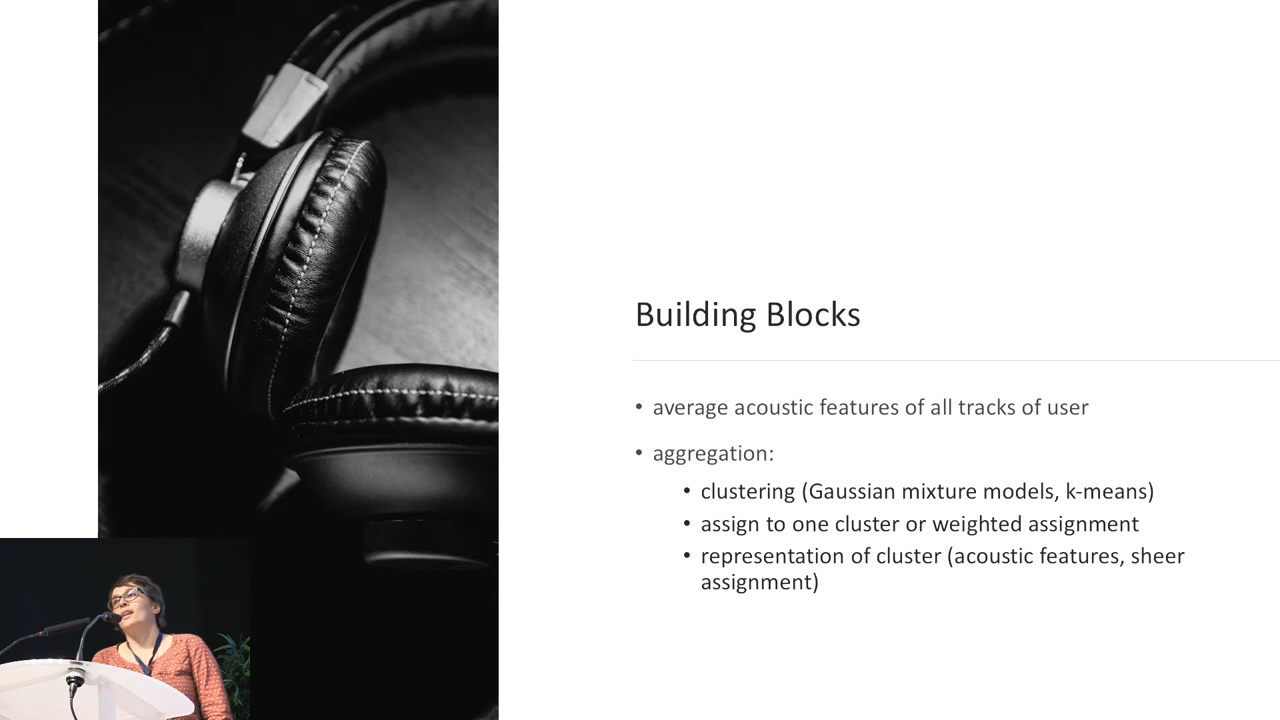 Building Blocks
• average acoustic features of all tracks of user
• aggregation:
• clustering (Gaussian mixture models, k-means)
• assign to one cluster or weighted assignment
• representation of cluster (acoustic features, sheer
assignment)